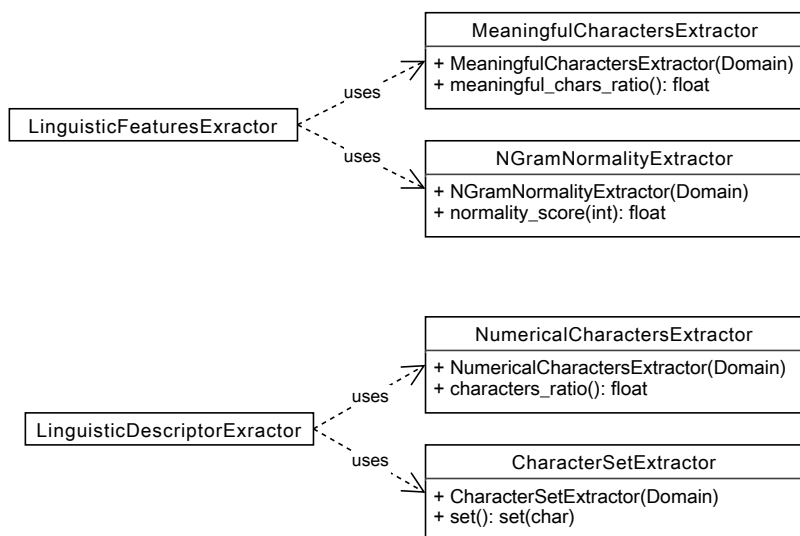 MeaningfulCharactersExtractor
+ MeaningfulCharactersExtractor(Domain)
+ meaningful_chars_ratio(): float
uses
LinguisticFeaturesExractor
uses
NGramNormalityExtractor
+ NGramNormalityExtractor(Domain)
+ normality_score(int): float
NumericalCharactersExtractor
+ NumericalCharactersExtractor(Domain)
+ characters_ratio(): float
uses
LinguisticDescriptorExractor
uses
CharacterSetExtractor
+ CharacterSetExtractor(Domain)
+ set(): set(char)